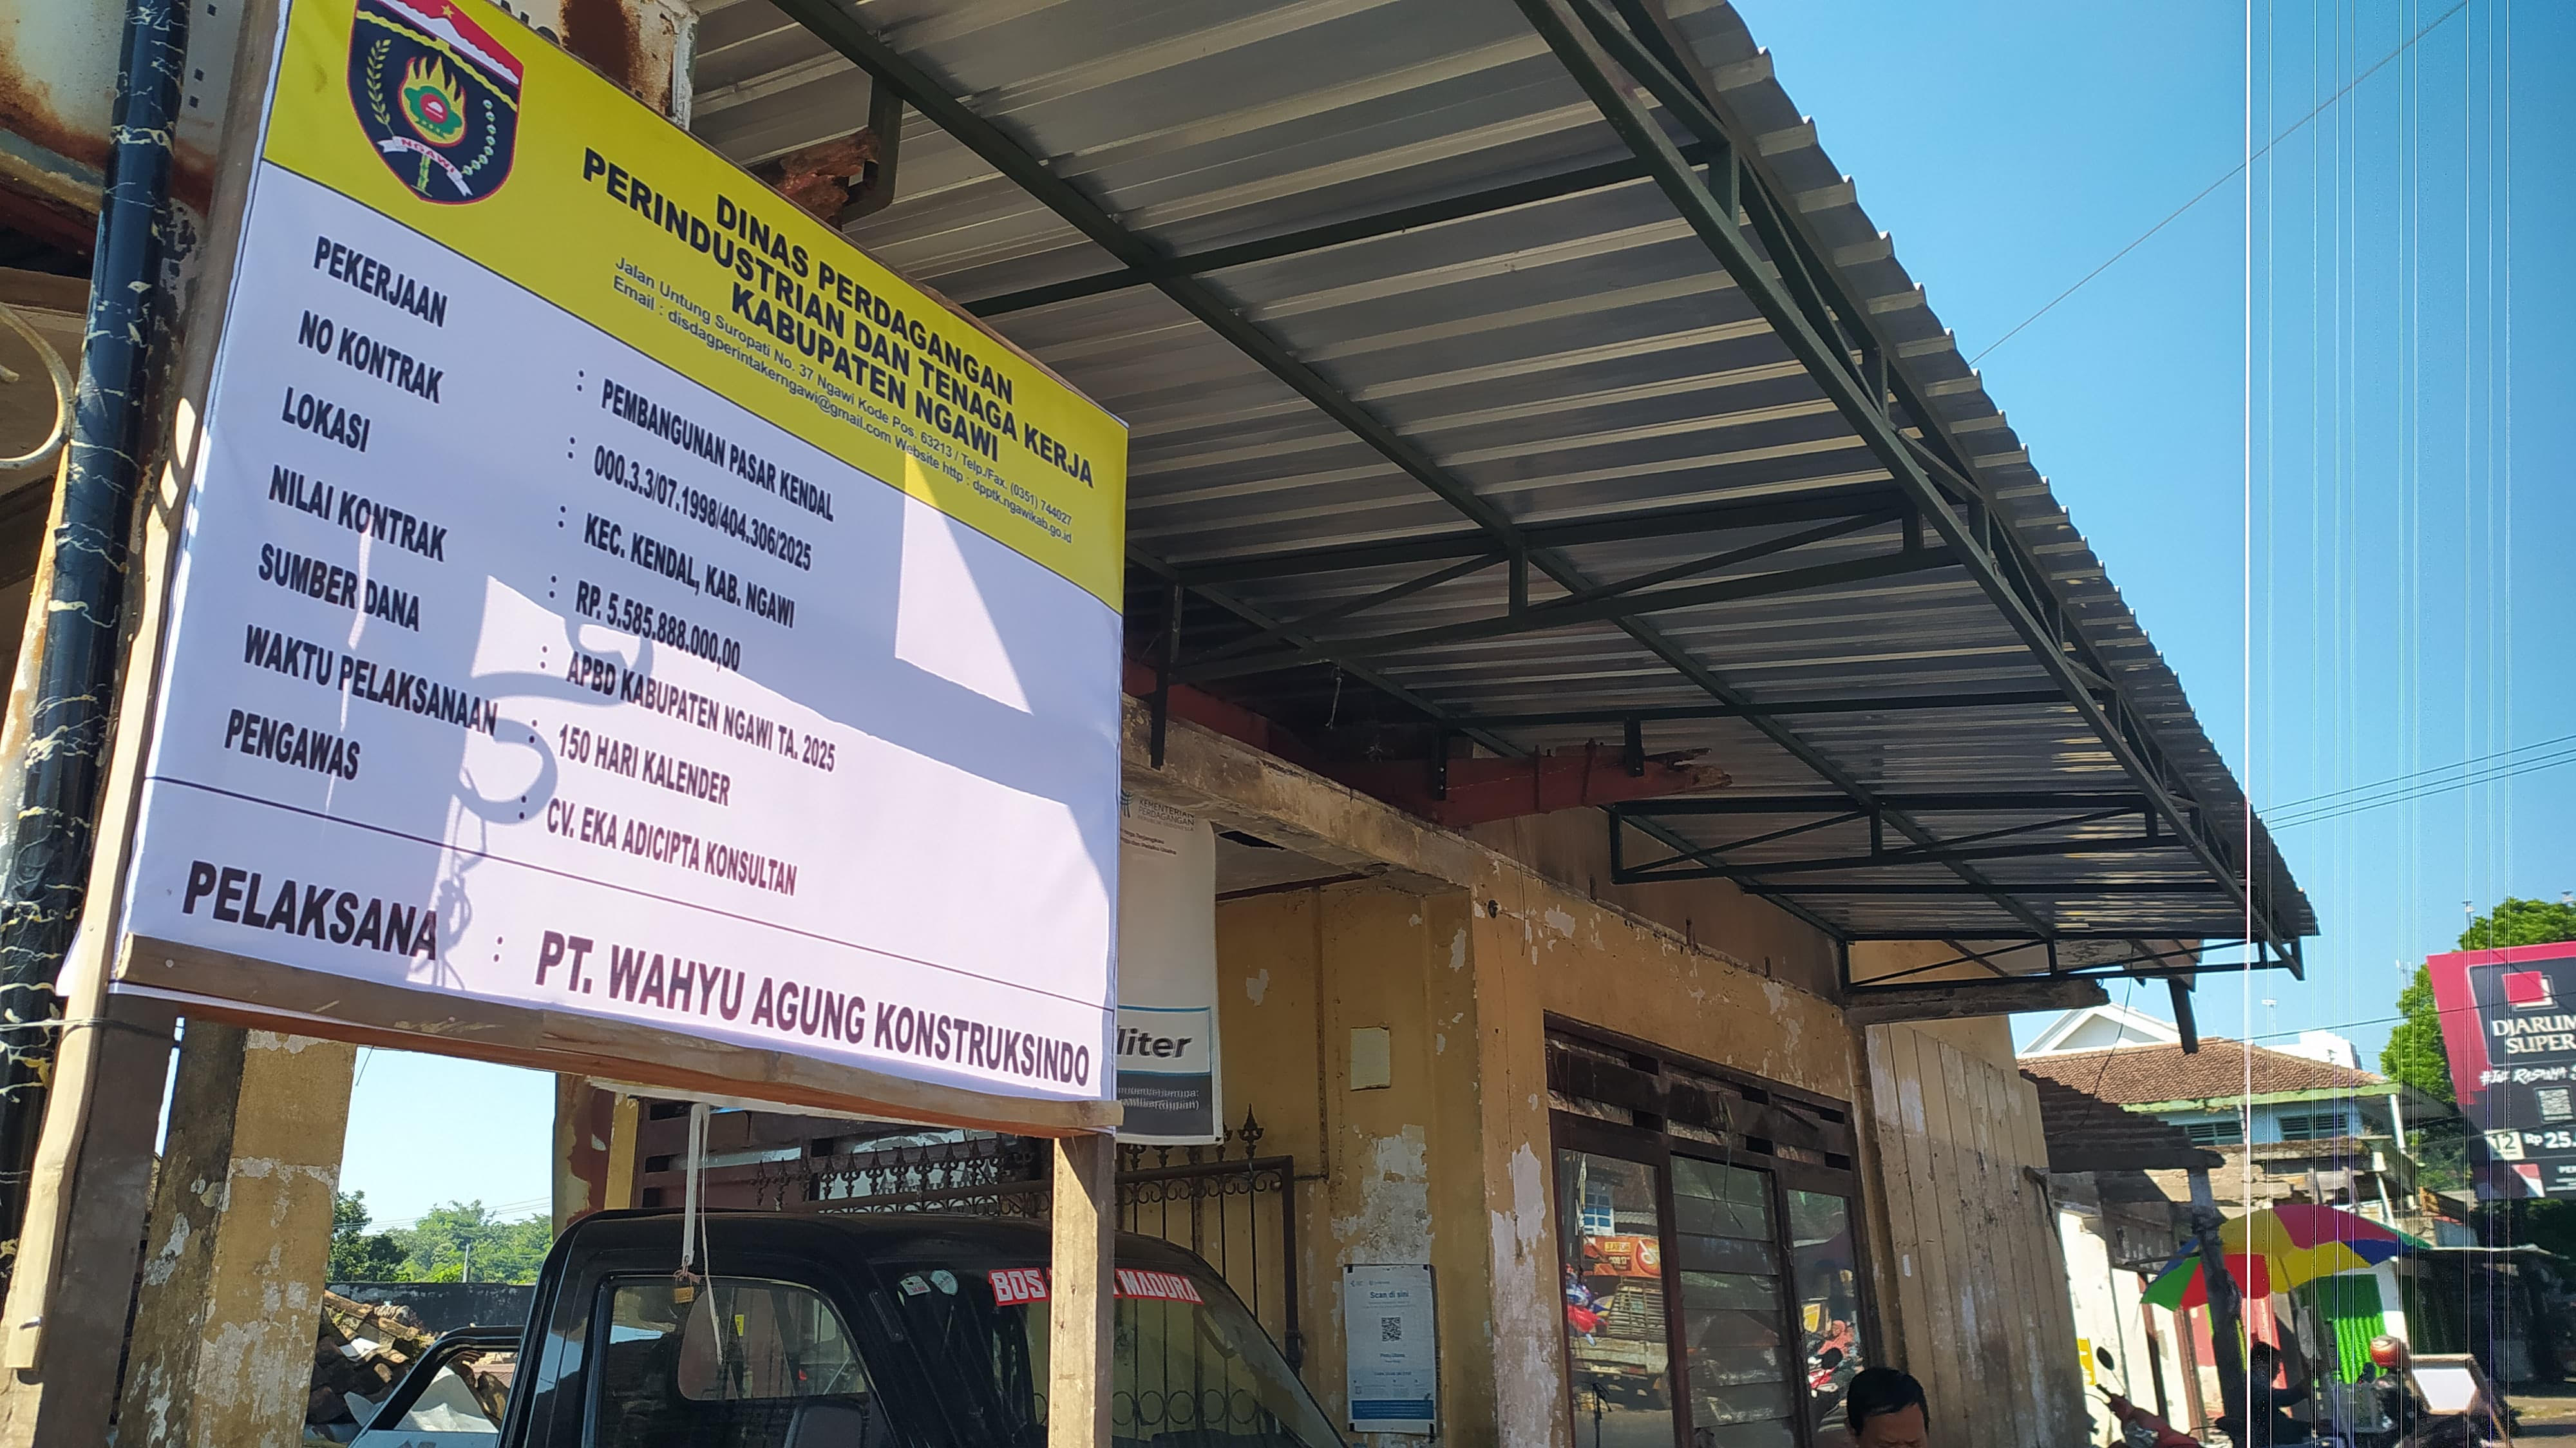 NGAWI
DINAS PERDAGANGAN
PERINDUSTRIAN DAN TENAGA KERJA
KABUPATEN NGAWI
Jalan Untung Suropati No. 37 Ngawi Kode Pos. 63213 / Telp./Fax. (0351) 744027
Email : disdagperintakerngawi@gmail.com Website http : dpptk.ngawikab.go.id
PEKERJAAN : PEMBANGUNAN PASAR KENDAL
NO KONTRAK : 000.3.3/07.1998/404.306/2025
LOKASI : KEC. KENDAL, KAB. NGAWI
NILAI KONTRAK : RP. 5.585.888.000,00
SUMBER DANA : APBD KABUPATEN NGAWI TA. 2025
WAKTU PELAKSANAAN : 150 HARI KALENDER
PENGAWAS : CV. EKA ADICIPTA KONSULTAN
PELAKSANA : PT. WAHYU AGUNG KONSTRUKSINDO
KEMENTERIAN
PERDAGANGAN
liter
BOS MADURA
Scan di sini
DJARUM
SUPER
12 Rp 25.